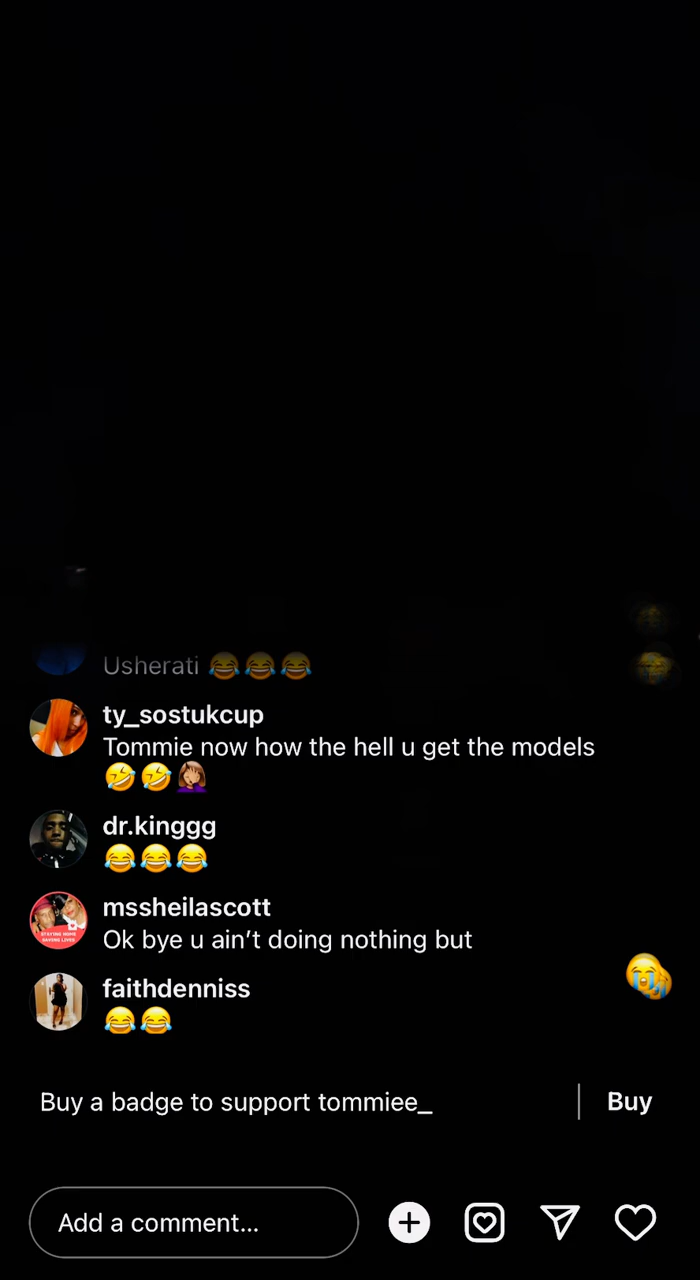 Usherati 😂😂😂
ty_sostukcup
Tommie now how the hell u get the models
🤣🤣🤦🏽‍♀️
dr.kinggg
😂😂😂
mssheilascott
Ok bye u ain’t doing nothing but
faithdenniss
😂😂
Buy a badge to support tommiee_
Buy
Add a comment...